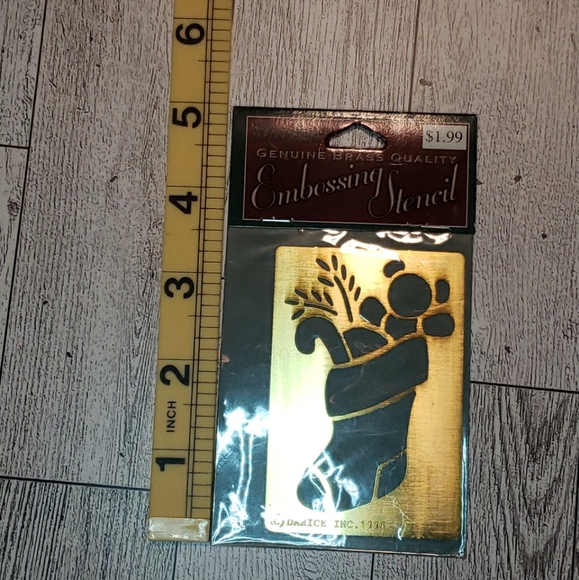 6
5
4
3
2
INCH
1
$1.99
GENUINE BRASS QUALITY
Embossing Stencil
(C) DARICE INC.